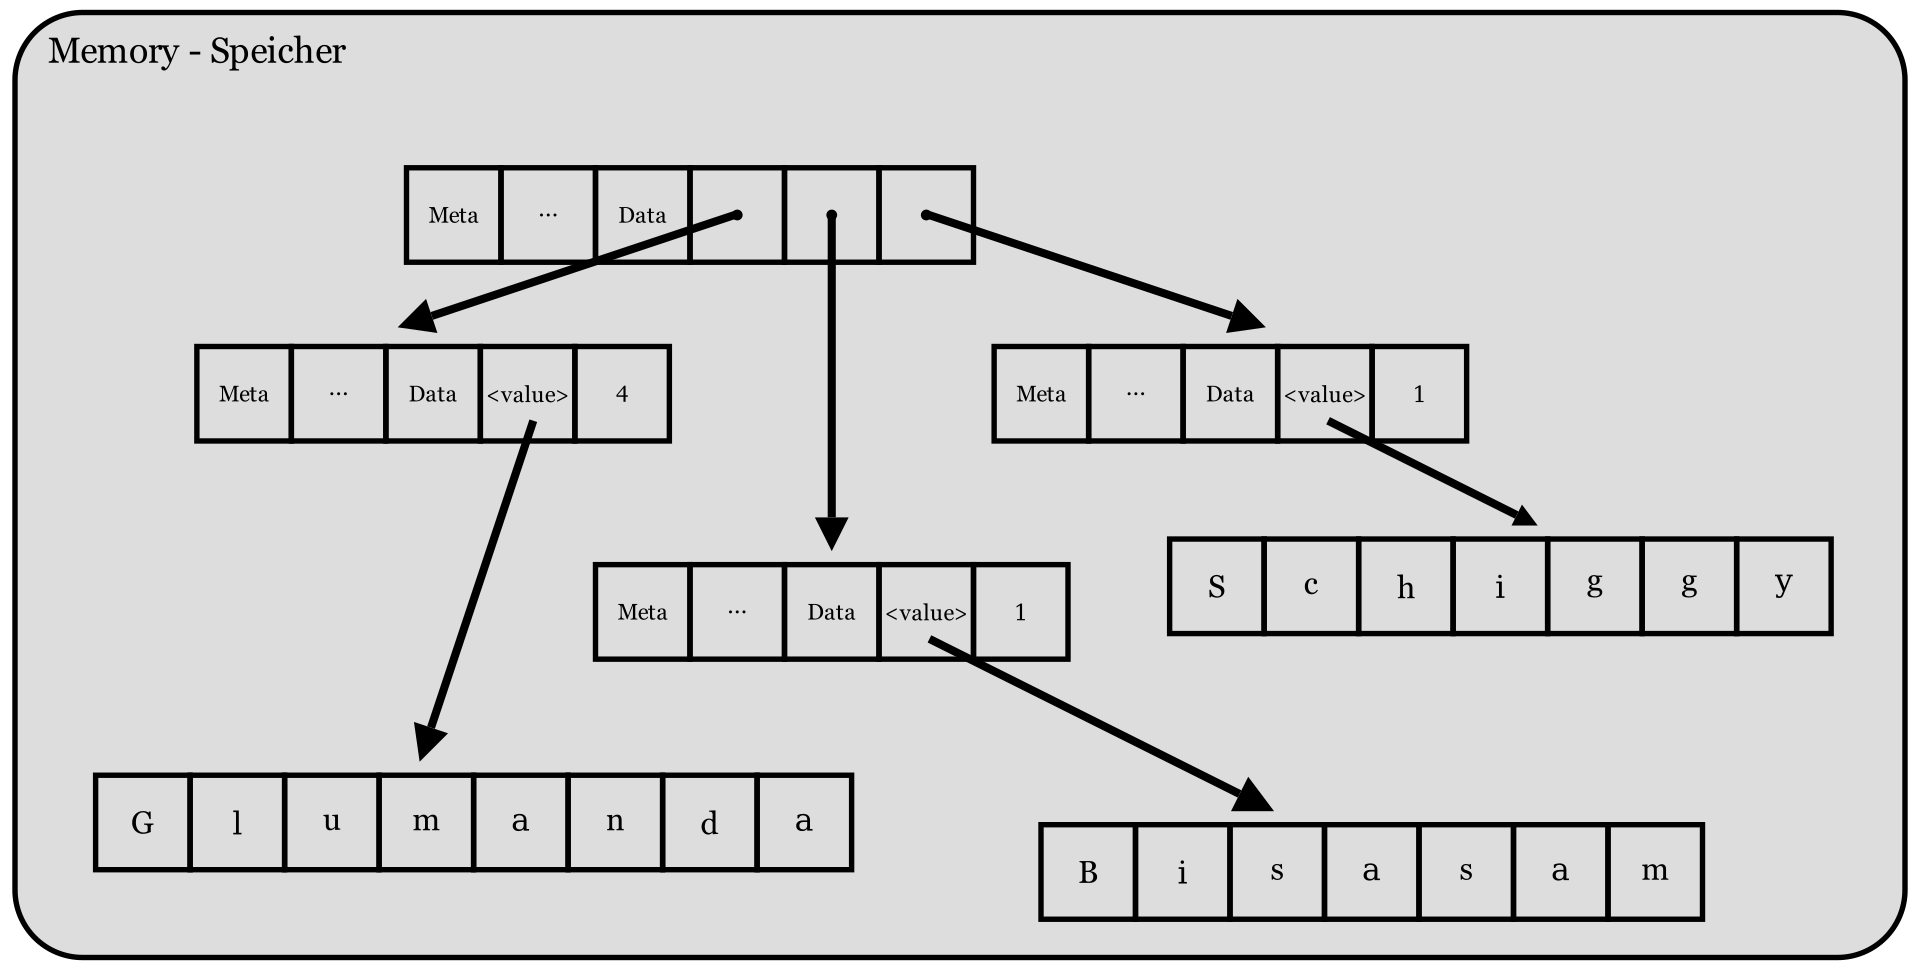 Memory - Speicher
Meta ... Data
Meta ... Data <value> 4
Meta ... Data <value> 1
Meta ... Data <value> 1
S c h i g g y
G l u m a n d a
B i s a s a m